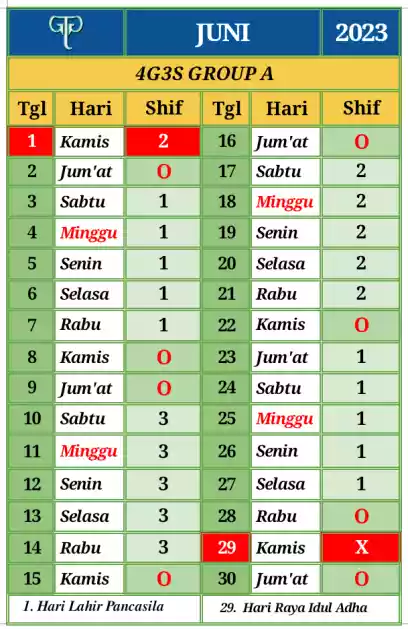 JUNI 2023
4G3S GROUP A
Tgl Hari Shif Tgl Hari Shif
1 Kamis 2 16 Jum'at O
2 Jum'at O 17 Sabtu 2
3 Sabtu 1 18 Minggu 2
4 Minggu 1 19 Senin 2
5 Senin 1 20 Selasa 2
6 Selasa 1 21 Rabu 2
7 Rabu 1 22 Kamis O
8 Kamis O 23 Jum'at 1
9 Jum'at O 24 Sabtu 1
10 Sabtu 3 25 Minggu 1
11 Minggu 3 26 Senin 1
12 Senin 3 27 Selasa 1
13 Selasa 3 28 Rabu O
14 Rabu 3 29 Kamis X
15 Kamis O 30 Jum'at O
1. Hari Lahir Pancasila 29. Hari Raya Idul Adha